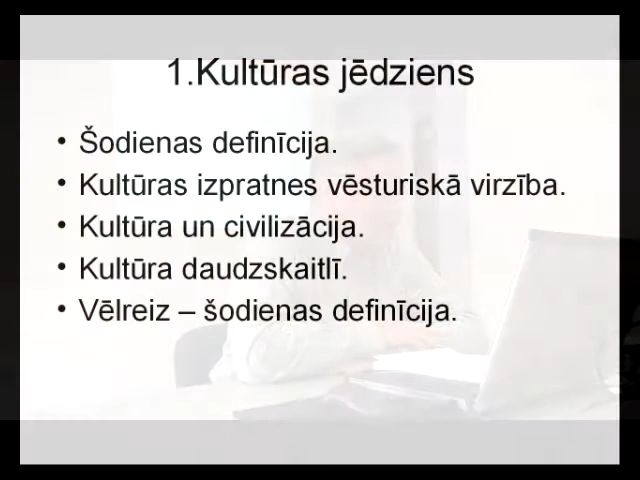 1.Kultūras jēdziens
• Šodienas definīcija.
• Kultūras izpratnes vēsturiskā virzība.
• Kultūra un civilizācija.
• Kultūra daudzskaitlī.
• Vēlreiz – šodienas definīcija.